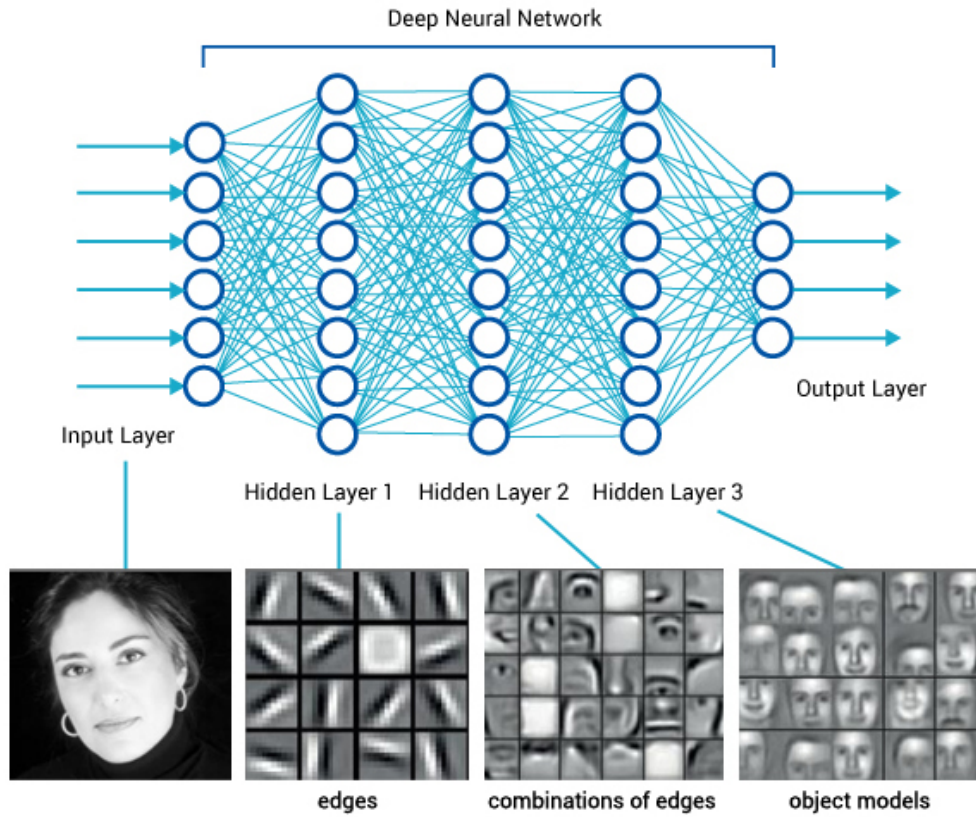 Deep Neural Network
Output Layer
Input Layer
Hidden Layer 1 Hidden Layer 2 Hidden Layer 3
edges combinations of edges object models